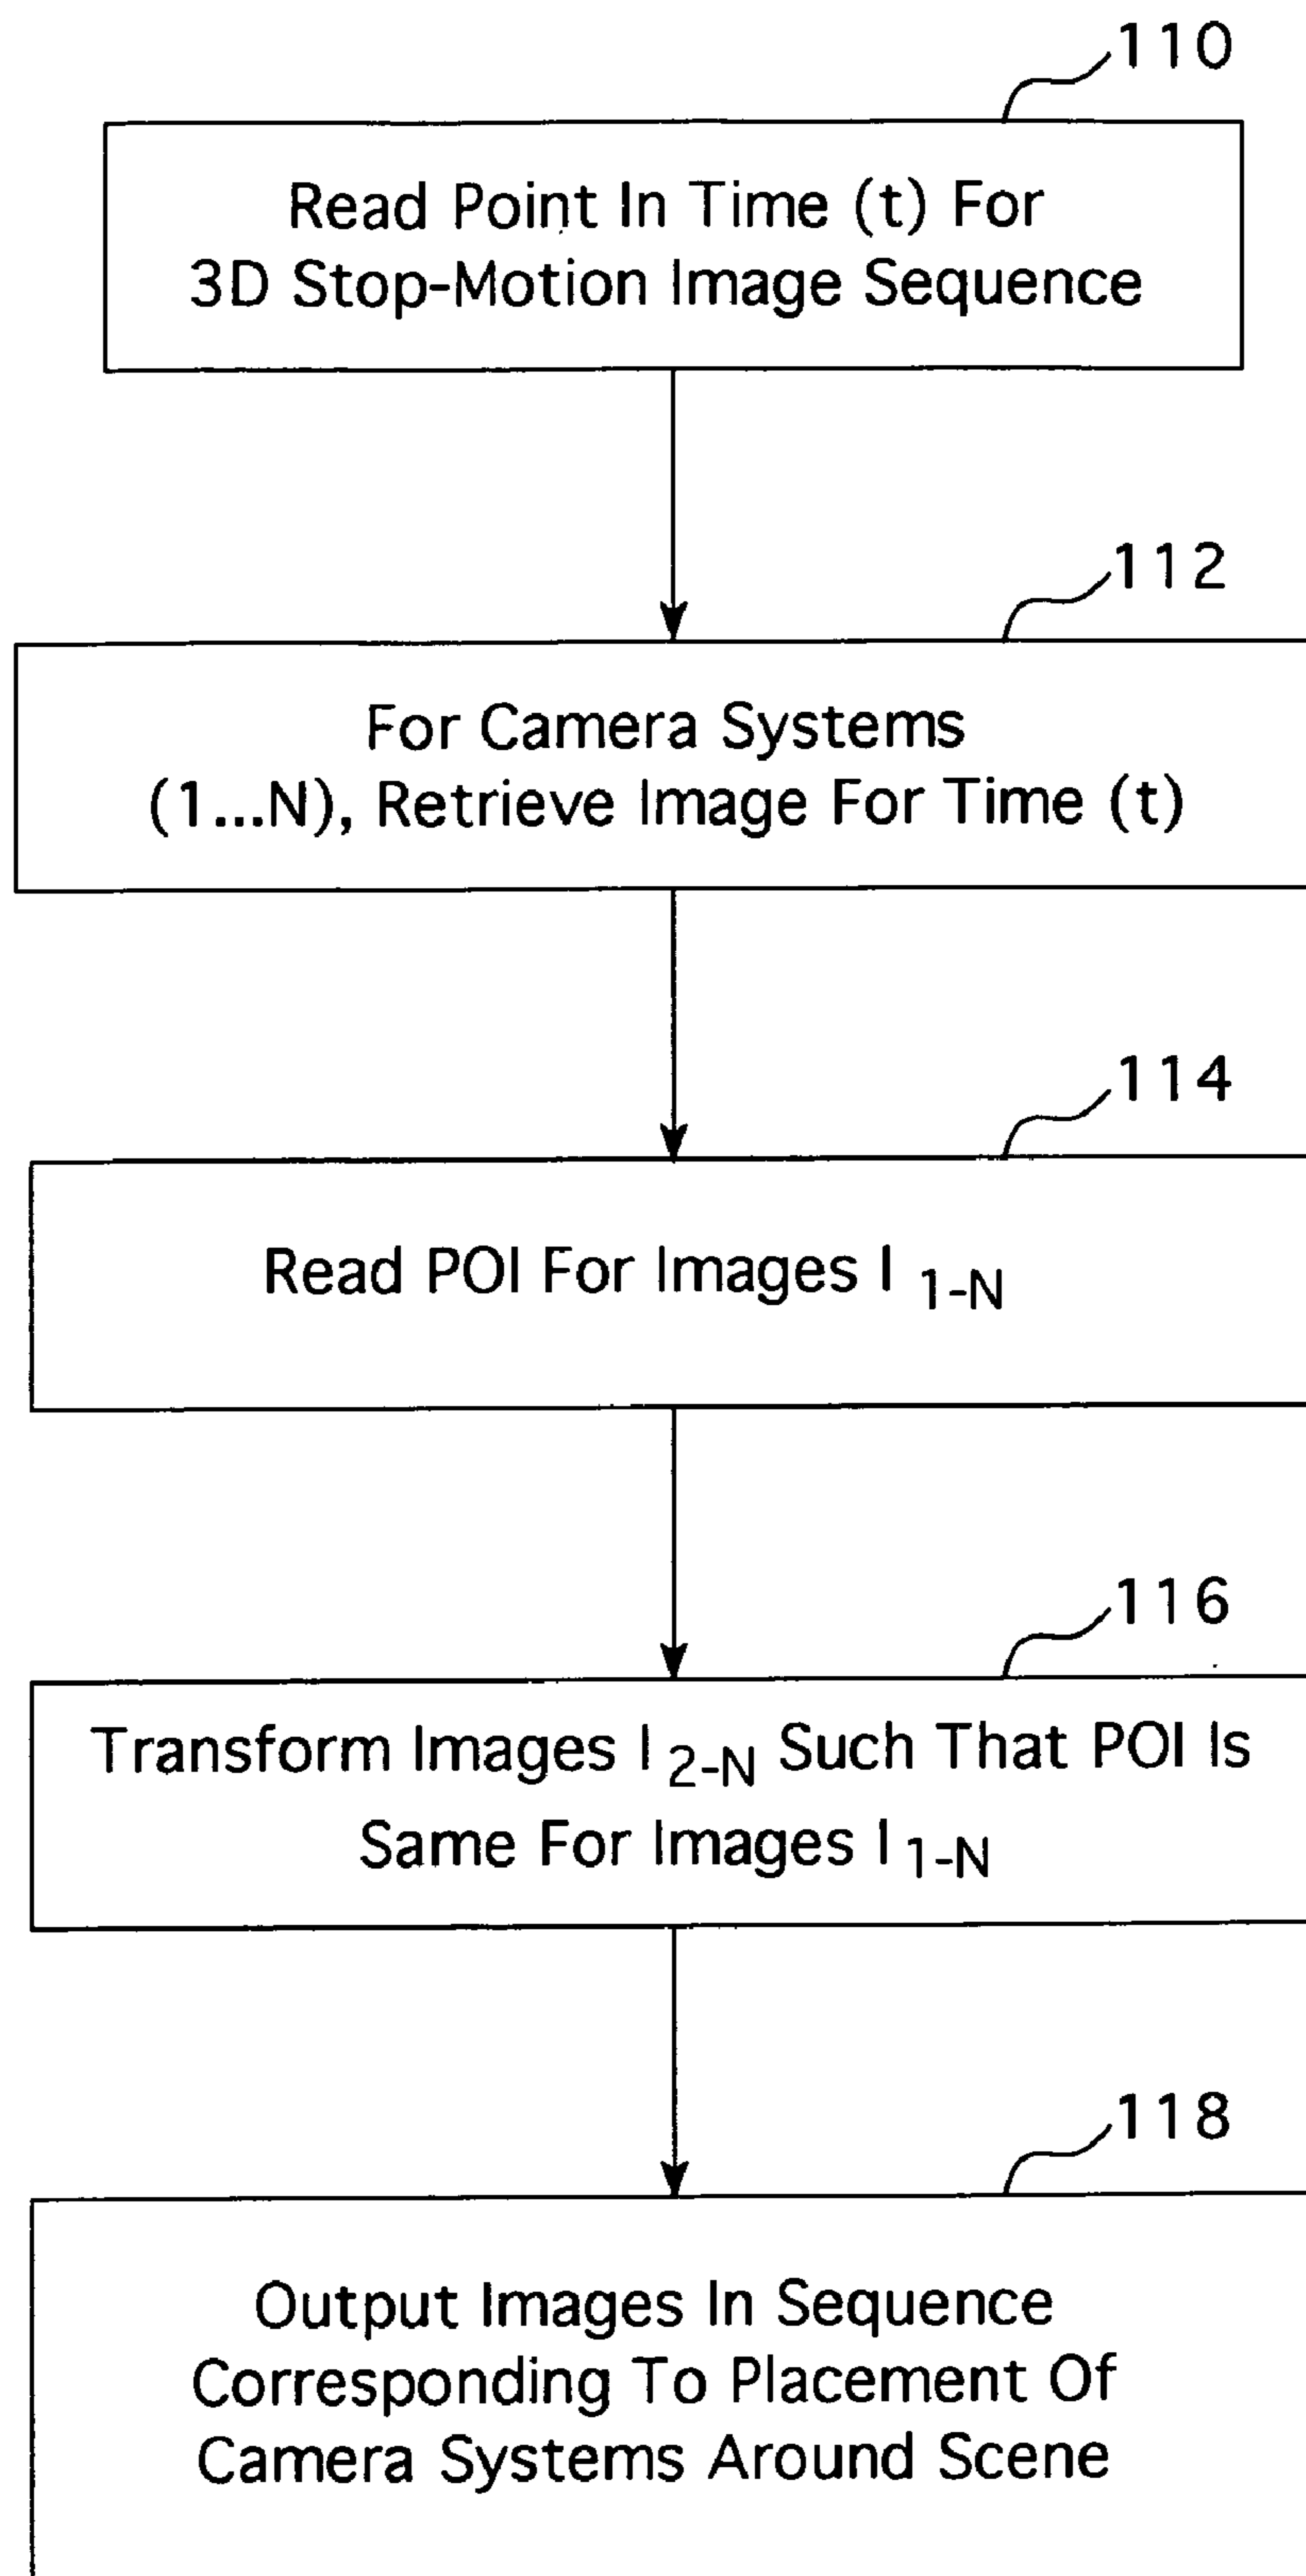 110
Read Point In Time (t) For
3D Stop-Motion Image Sequence
112
For Camera Systems
(1...N), Retrieve Image For Time (t)
114
Read POI For Images I 1-N
116
Transform Images I 2-N Such That POI Is
Same For Images I 1-N
118
Output Images In Sequence
Corresponding To Placement Of
Camera Systems Around Scene